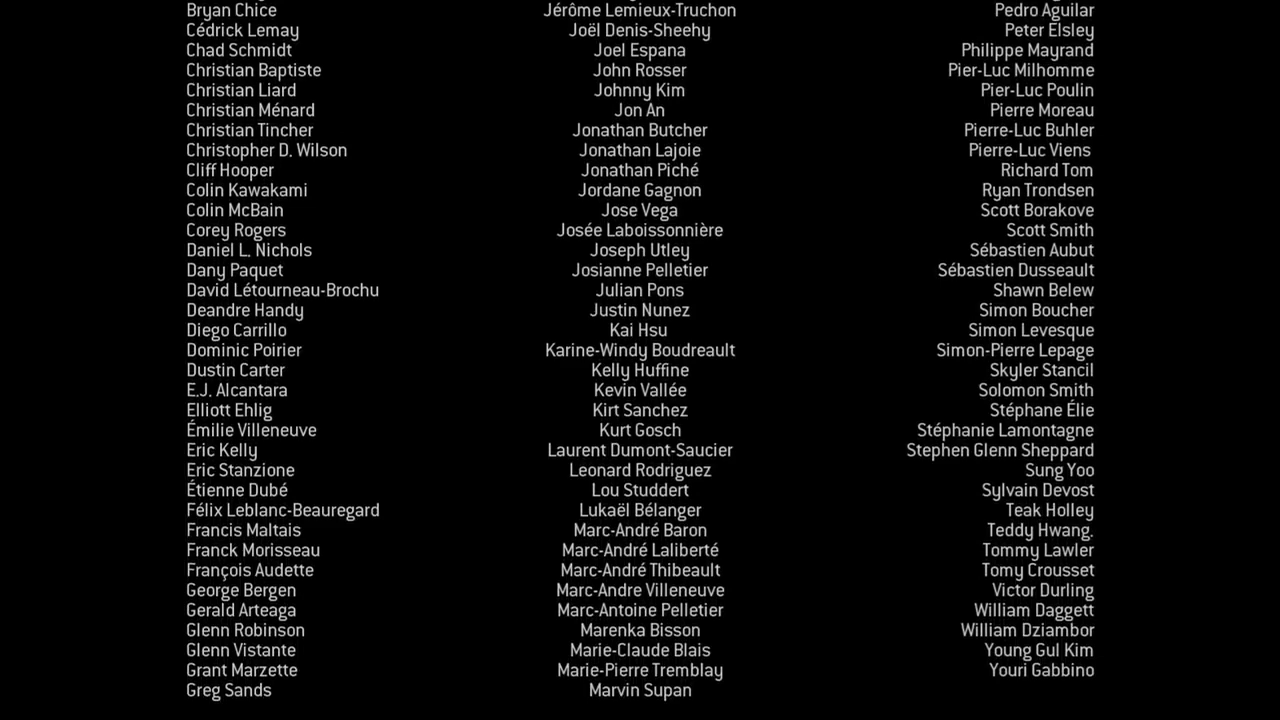 Bryan Chice
Cédrick Lemay
Chad Schmidt
Christian Baptiste
Christian Liard
Christian Ménard
Christian Tincher
Christopher D. Wilson
Cliff Hooper
Colin Kawakami
Colin McBain
Corey Rogers
Daniel L. Nichols
Dany Paquet
David Létourneau-Brochu
Deandre Handy
Diego Carrillo
Dominic Poirier
Dustin Carter
E.J. Alcantara
Elliott Ehlig
Émilie Villeneuve
Eric Kelly
Eric Stanzione
Étienne Dubé
Félix Leblanc-Beauregard
Francis Maltais
Franck Morisseau
François Audette
George Bergen
Gerald Arteaga
Glenn Robinson
Glenn Vistante
Grant Marzette
Greg Sands
Jérôme Lemieux-Truchon
Joël Denis-Sheehy
Joel Espana
John Rosser
Johnny Kim
Jon An
Jonathan Butcher
Jonathan Lajoie
Jonathan Piché
Jordane Gagnon
Jose Vega
Josée Laboissonnière
Joseph Utley
Josianne Pelletier
Julian Pons
Justin Nunez
Kai Hsu
Karine-Windy Boudreault
Kelly Huffine
Kevin Vallée
Kirt Sanchez
Kurt Gosch
Laurent Dumont-Saucier
Leonard Rodriguez
Lou Studdert
Lukaël Bélanger
Marc-André Baron
Marc-André Laliberté
Marc-André Thibeault
Marc-Andre Villeneuve
Marc-Antoine Pelletier
Marenka Bisson
Marie-Claude Blais
Marie-Pierre Tremblay
Marvin Supan
Pedro Aguilar
Peter Elsley
Philippe Mayrand
Pier-Luc Milhomme
Pier-Luc Poulin
Pierre Moreau
Pierre-Luc Buhler
Pierre-Luc Viens
Richard Tom
Ryan Trondsen
Scott Borakove
Scott Smith
Sébastien Aubut
Sébastien Dusseault
Shawn Belew
Simon Boucher
Simon Levesque
Simon-Pierre Lepage
Skyler Stancil
Solomon Smith
Stéphane Élie
Stéphanie Lamontagne
Stephen Glenn Sheppard
Sung Yoo
Sylvain Devost
Teak Holley
Teddy Hwang.
Tommy Lawler
Tomy Crousset
Victor Durling
William Daggett
William Dziambor
Young Gul Kim
Youri Gabbino